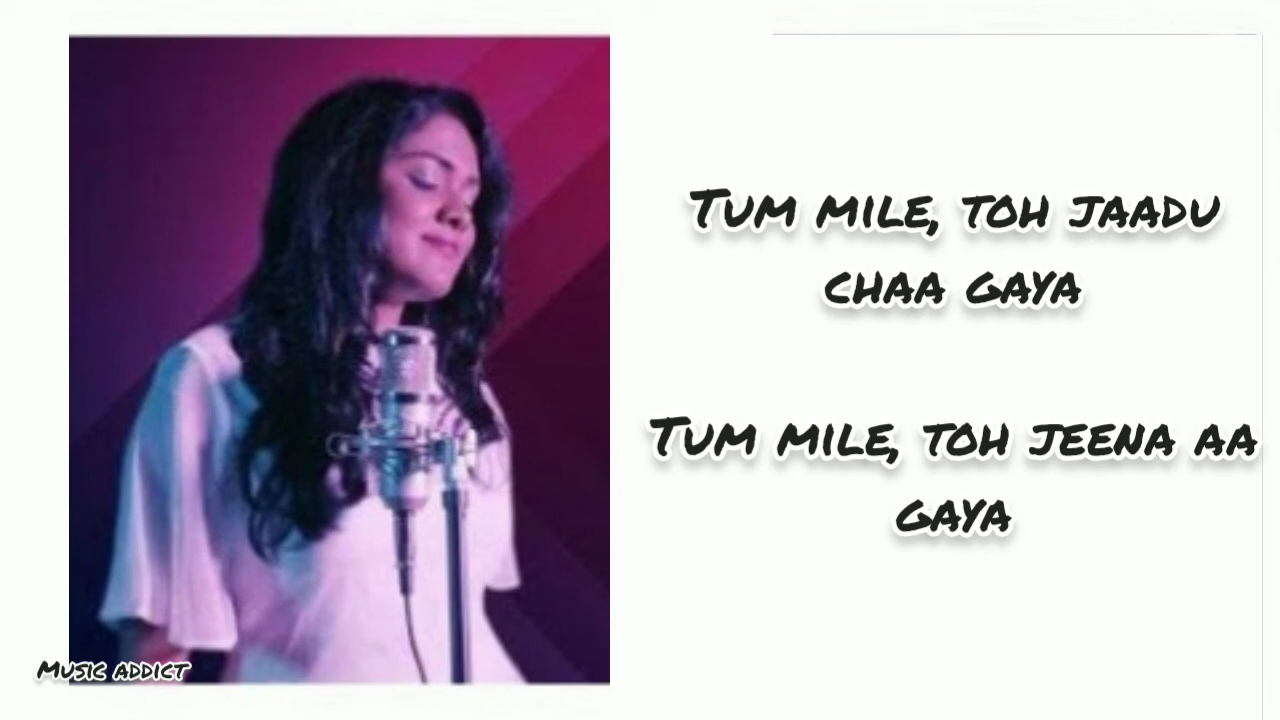 Tum mile, toh jaadu
chaa gaya
Tum mile, toh jeena aa
gaya
Music addict